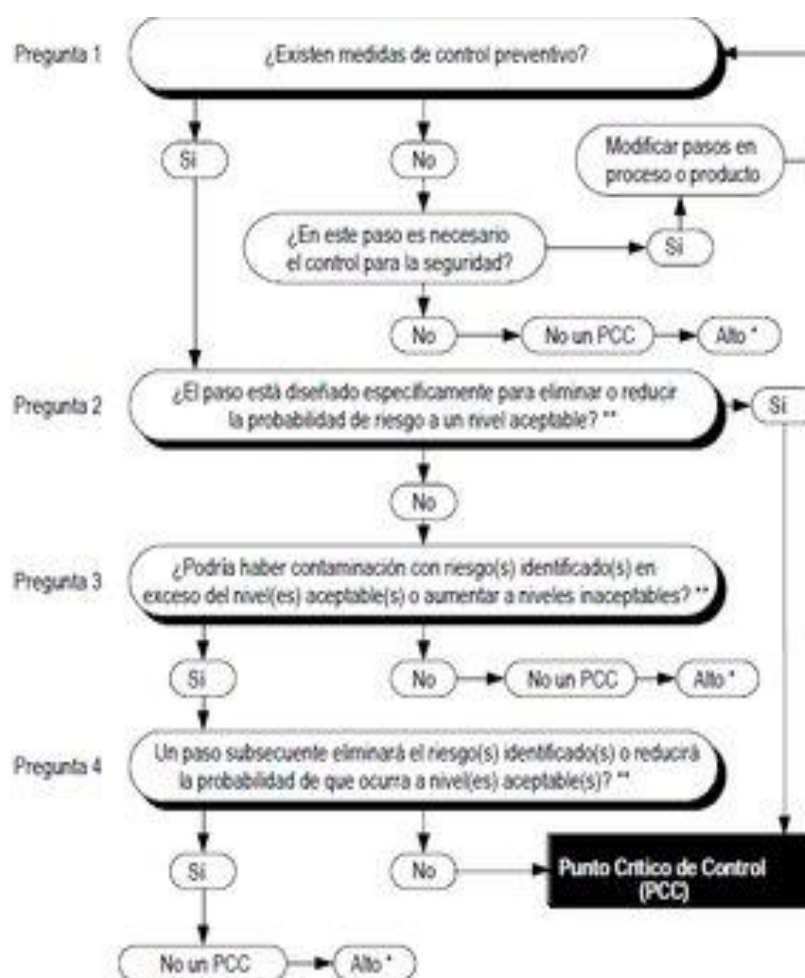 Pregunta 1
¿Existen medidas de control preventivo?
Si
No
Modificar pasos en
proceso o producto
¿En este paso es necesario
el control para la seguridad?
Si
No
No un PCC
Alto *
Pregunta 2
¿El paso está diseñado específicamente para eliminar o reducir
la probabilidad de riesgo a un nivel aceptable? **
Si
No
Pregunta 3
¿Podría haber contaminación con riesgo(s) identificado(s) en
exceso del nivel(es) aceptable(s) o aumentar a niveles inaceptables? **
Si
No
No un PCC
Alto *
Pregunta 4
Un paso subsecuente eliminará el riesgo(s) identificado(s) o reducirá
la probabilidad de que ocurra a nivel(es) aceptable(s)? **
Si
No
Punto Crítico de Control
(PCC)
No un PCC
Alto *